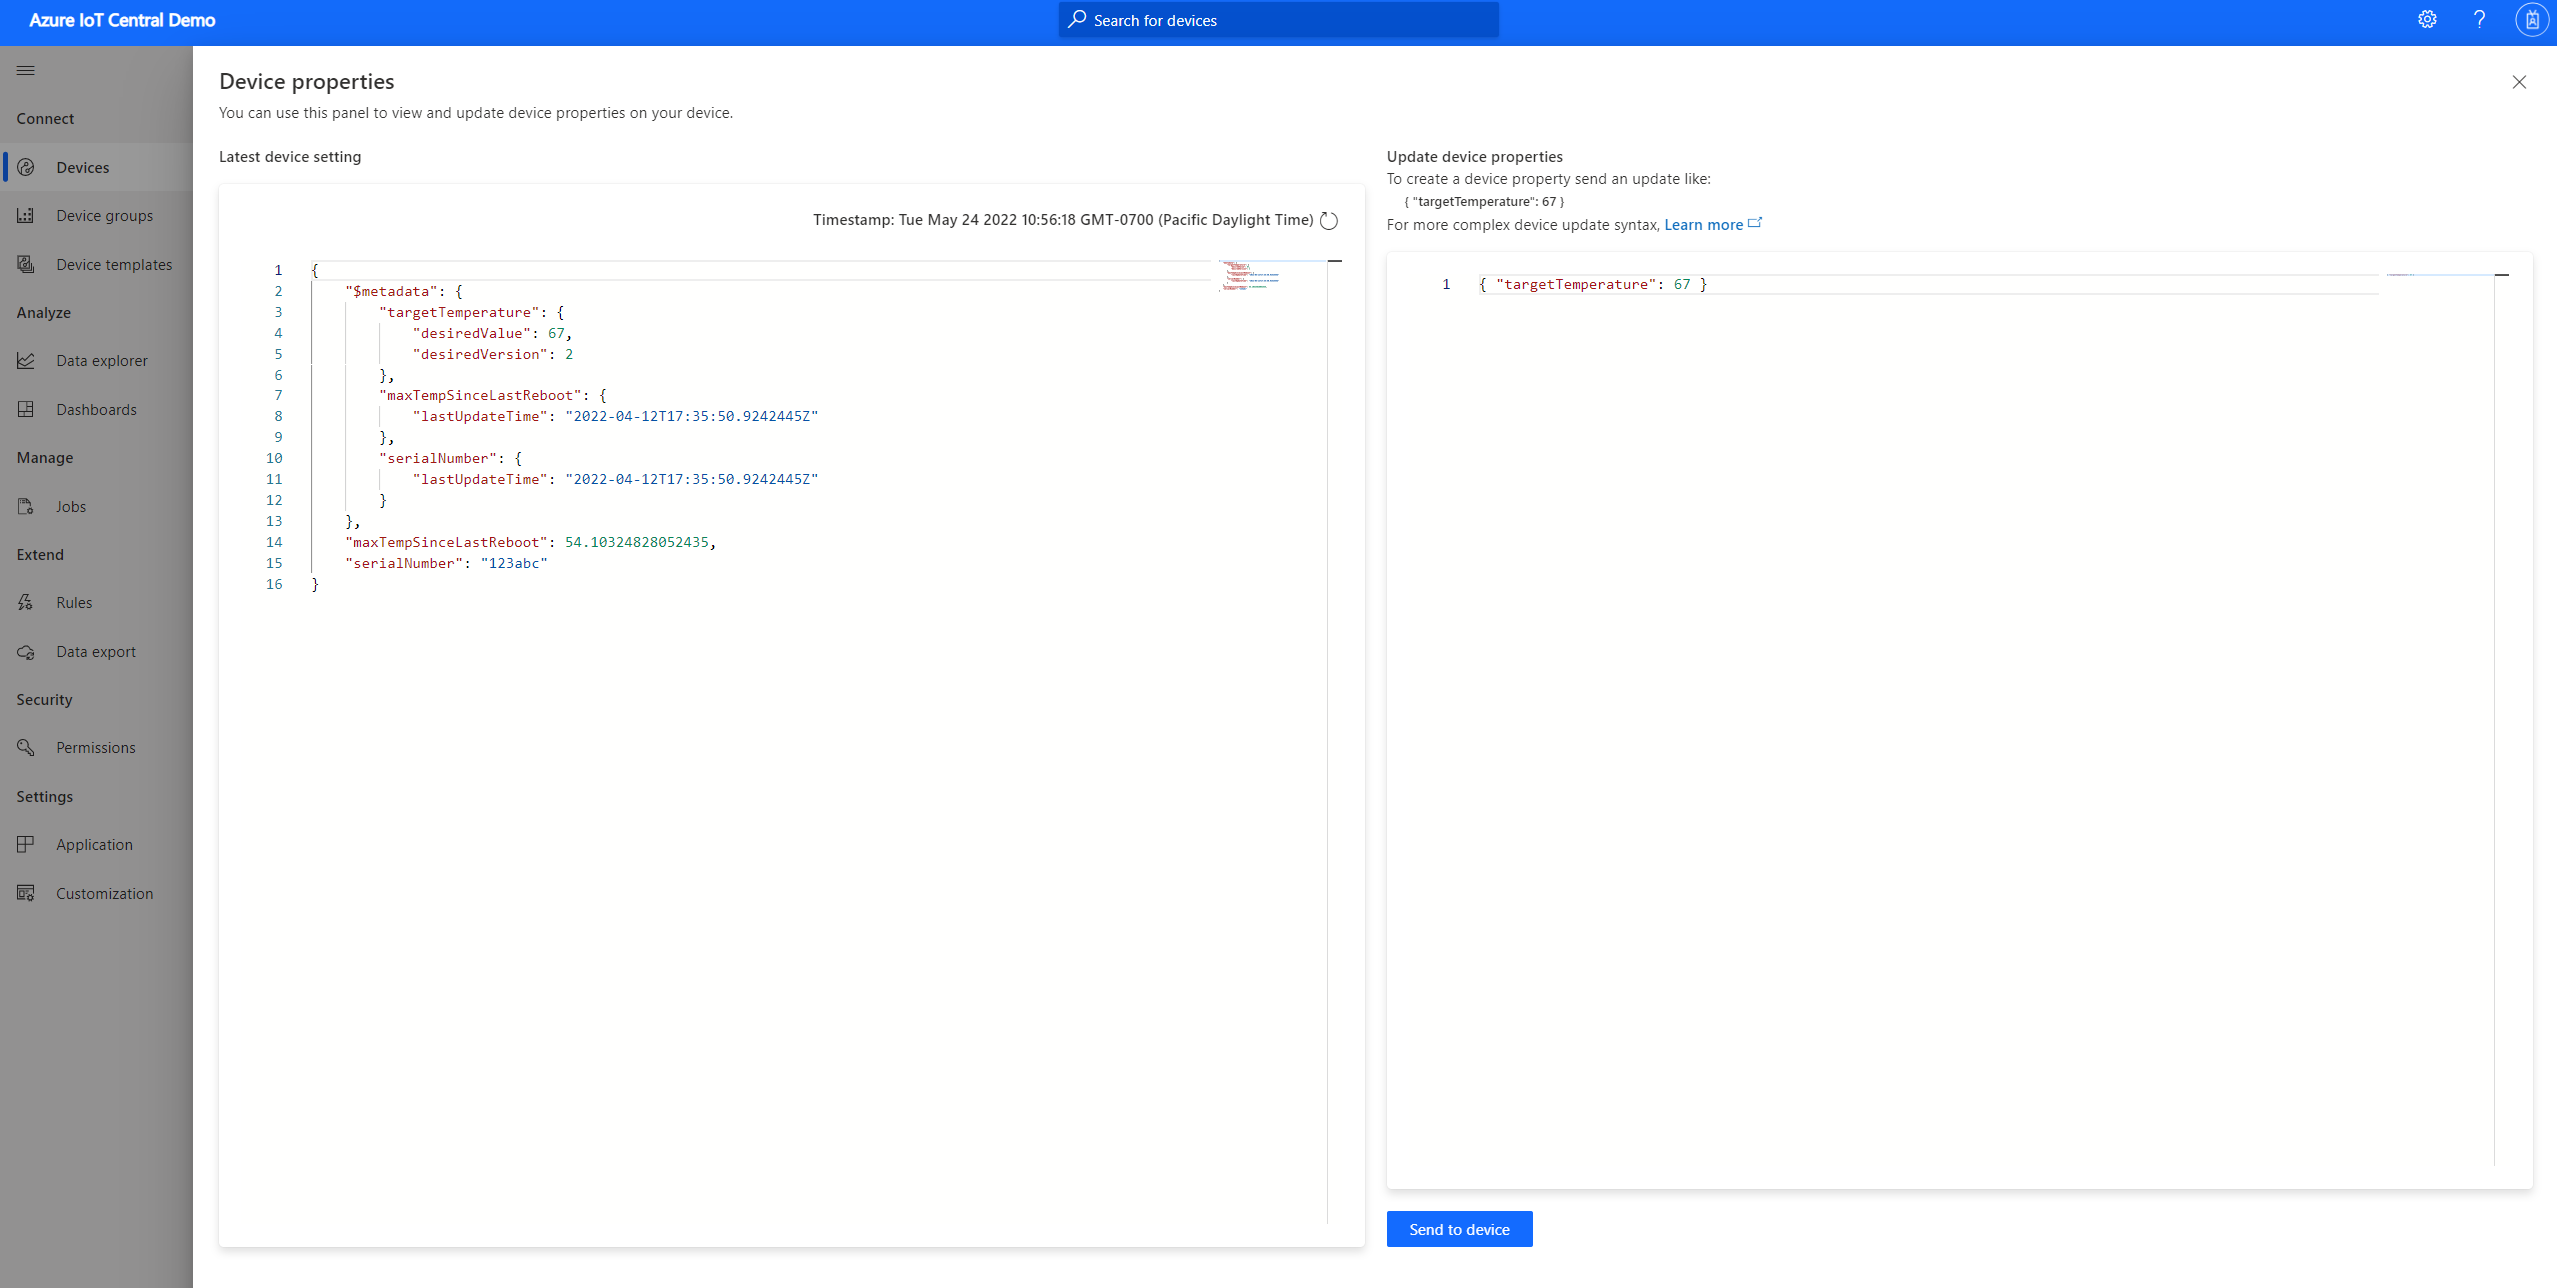 Azure IoT Central Demo
Search for devices
Connect
Devices
Device groups
Device templates
Analyze
Data explorer
Dashboards
Manage
Jobs
Extend
Rules
Data export
Security
Permissions
Settings
Application
Customization
Device properties
You can use this panel to view and update device properties on your device.
Latest device setting
Timestamp: Tue May 24 2022 10:56:18 GMT-0700 (Pacific Daylight Time)
1 {
2 "$metadata": {
3 "targetTemperature": {
4 "desiredValue": 67,
5 "desiredVersion": 2
6 },
7 "maxTempSinceLastReboot": {
8 "lastUpdateTime": "2022-04-12T17:35:50.9242445Z"
9 },
10 "serialNumber": {
11 "lastUpdateTime": "2022-04-12T17:35:50.9242445Z"
12 }
13 },
14 "maxTempSinceLastReboot": 54.10324828052435,
15 "serialNumber": "123abc"
16 }
Update device properties
To create a device property send an update like:
{ "targetTemperature": 67 }
For more complex device update syntax, Learn more
1 { "targetTemperature": 67 }
Send to device